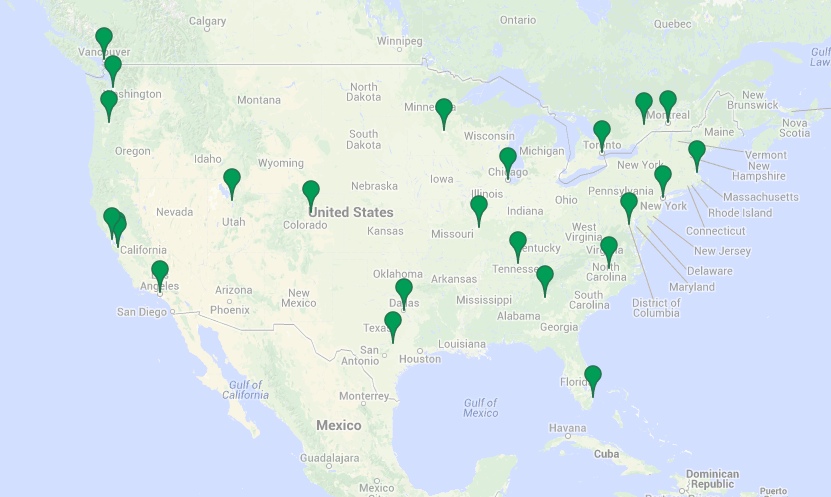 Calgary
Ontario
Quebec
Gulf
Law
Vancouver
Winnipeg
Washington
Montana
North
Dakota
Minne
New
Brunswick
Montreal
Nova
Scotia
Maine
Oregon
South
Dakota
Wisconsin
Michigan
Toronto
Vermont
New
Hampshire
Idaho
Wyoming
Chicago
New York
Iowa
Nebraska
Illinois
Pennsylvania
Massachusetts
New York
Rhode Island
Nevada
Utah
United States
Colorado
Indiana
Ohio
Kansas
Missouri
West
Virginia
Connecticut
California
Kentucky
Virginia
New Jersey
Oklahoma
Arkansas
Tennessee
North
Carolina
Delaware
Maryland
Los
Angeles
Arizona
New
Mexico
Phoenix
Dallas
Mississippi
South
Carolina
District of
Columbia
San Diego
Alabama
Georgia
Texas
Louisiana
San
Antonio
Houston
Gulf of
California
Florida
Monterrey
Gulf of
Mexico
Mexico
Havana
Cuba
Guadalajara
Mexico
Dominican
Republic
Puerto